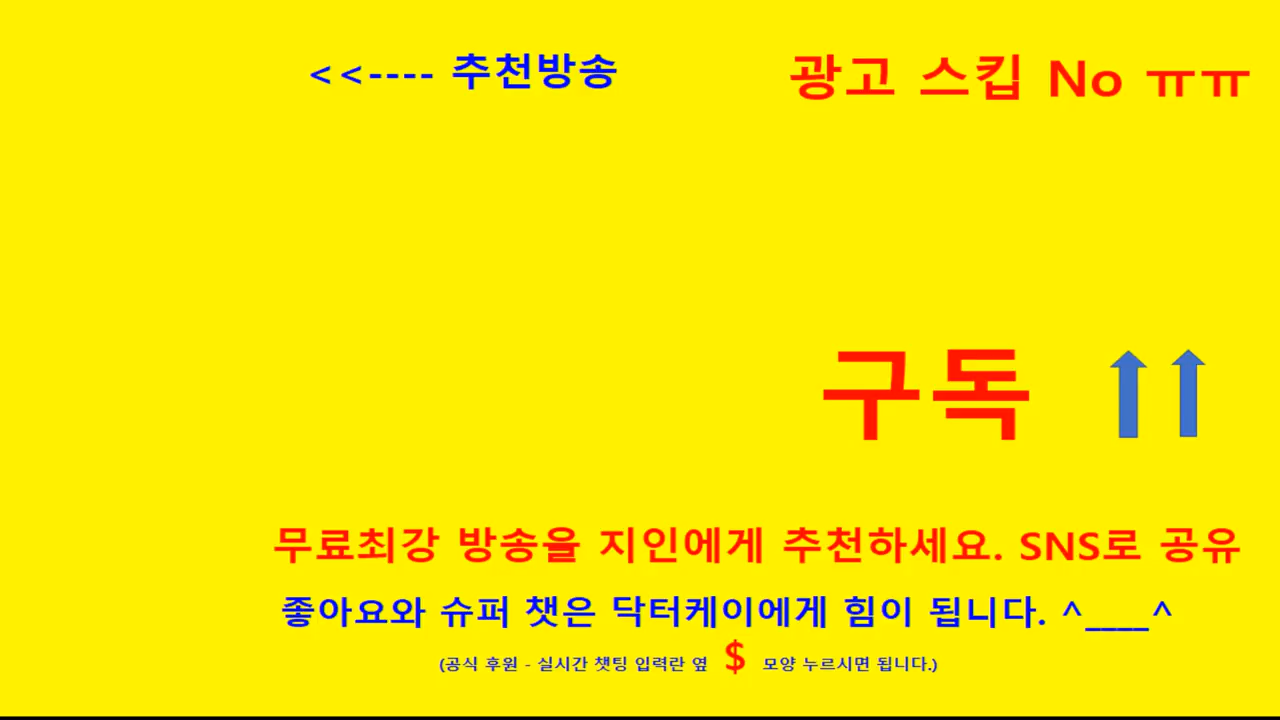 <<---- 추천방송
광고 스킵 No ㅠㅠ
구독
무료최강 방송을 지인에게 추천하세요. SNS로 공유
좋아요와 슈퍼 챗은 닥터케이에게 힘이 됩니다. ^____^
(공식 후원 - 실시간 챗팅 입력란 옆 $ 모양 누르시면 됩니다.)